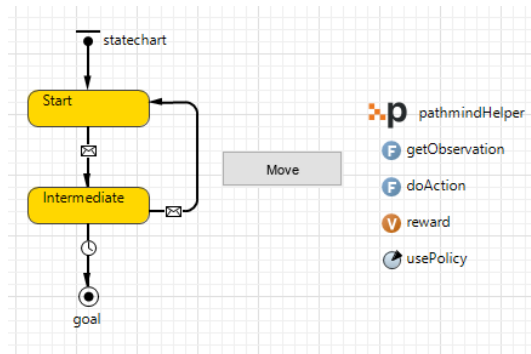 statechart
Start
Intermediate
goal
Move
p pathmindHelper
F getObservation
F doAction
V reward
usePolicy